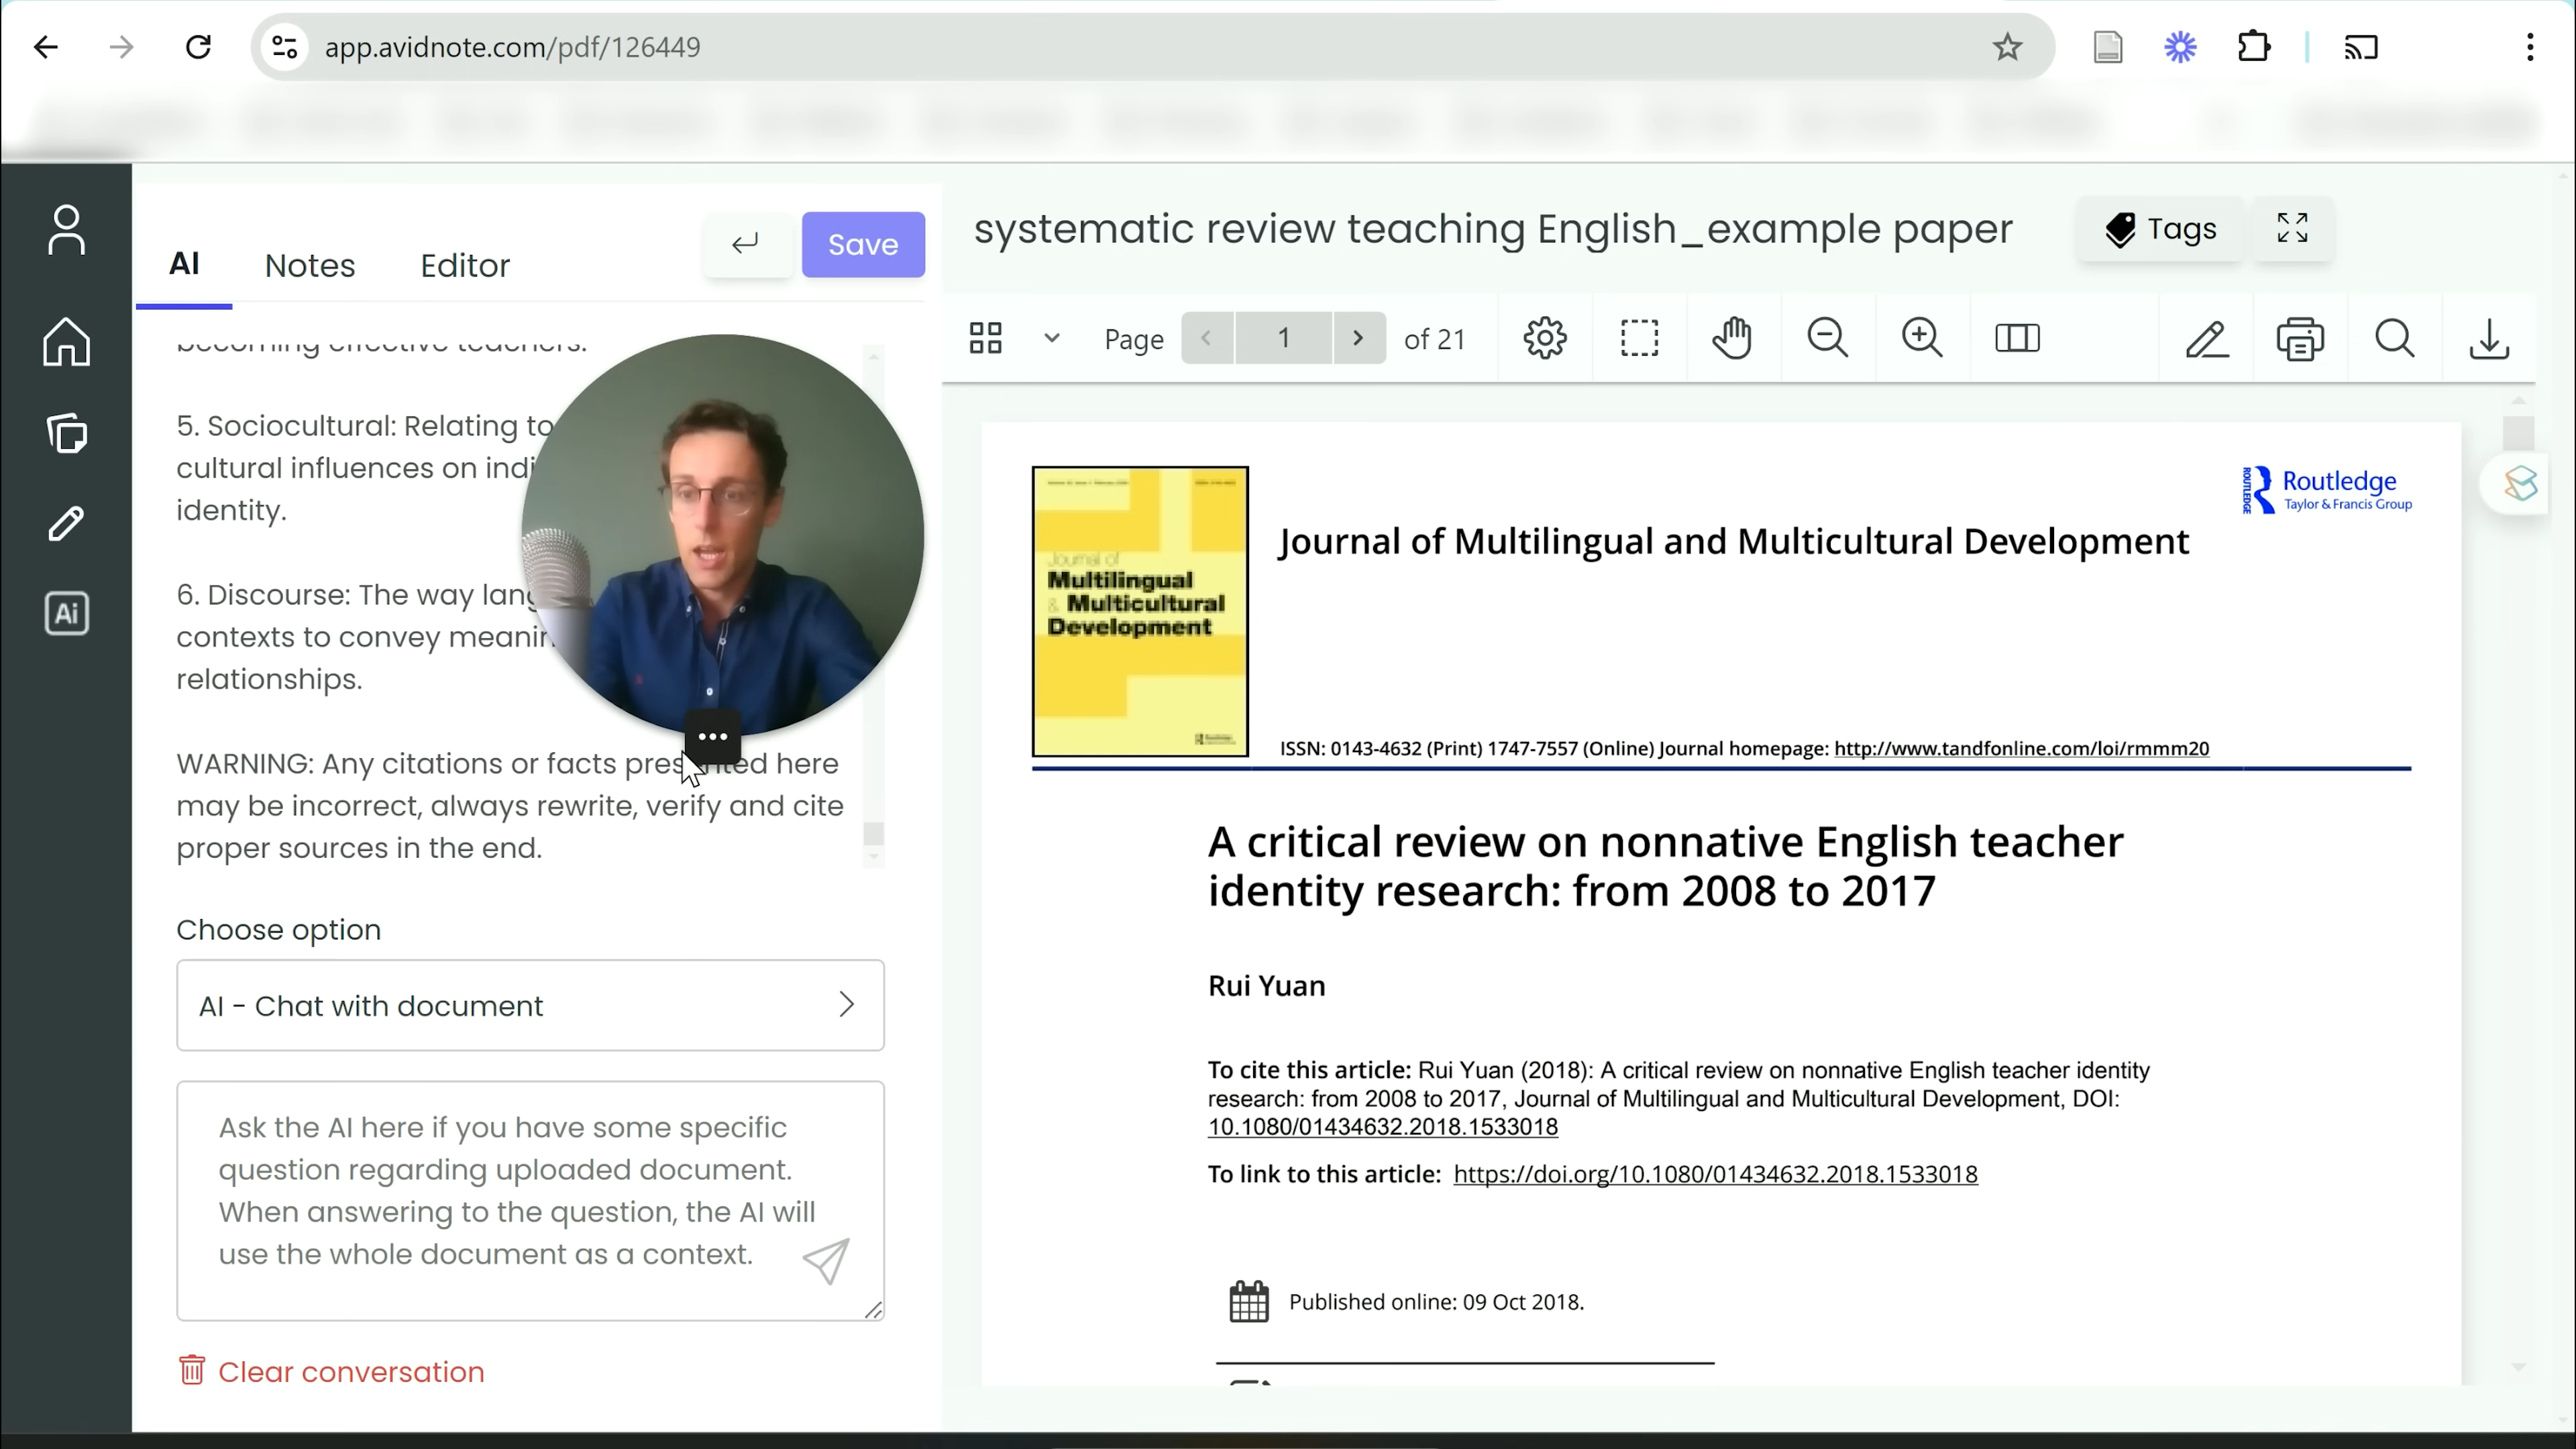 app.avidnote.com/pdf/126449
AI
Notes
Editor
Save
becoming effective teachers.
5. Sociocultural: Relating to
cultural influences on indi
identity.
6. Discourse: The way lang
contexts to convey meanin
relationships.
WARNING: Any citations or facts pres ted here
may be incorrect, always rewrite, verify and cite
proper sources in the end.
Choose option
AI - Chat with document
Ask the AI here if you have some specific
question regarding uploaded document.
When answering to the question, the AI will
use the whole document as a context.
Clear conversation
Ai
systematic review teaching English_example paper
Tags
Page 1 of 21
Journal of
Multilingual
& Multicultural
Development
ROUTLEDGE
Routledge
Taylor & Francis Group
Journal of Multilingual and Multicultural Development
ISSN: 0143-4632 (Print) 1747-7557 (Online) Journal homepage: http://www.tandfonline.com/loi/rmmm20
A critical review on nonnative English teacher
identity research: from 2008 to 2017
Rui Yuan
To cite this article: Rui Yuan (2018): A critical review on nonnative English teacher identity
research: from 2008 to 2017, Journal of Multilingual and Multicultural Development, DOI:
10.1080/01434632.2018.1533018
To link to this article: https://doi.org/10.1080/01434632.2018.1533018
Published online: 09 Oct 2018.